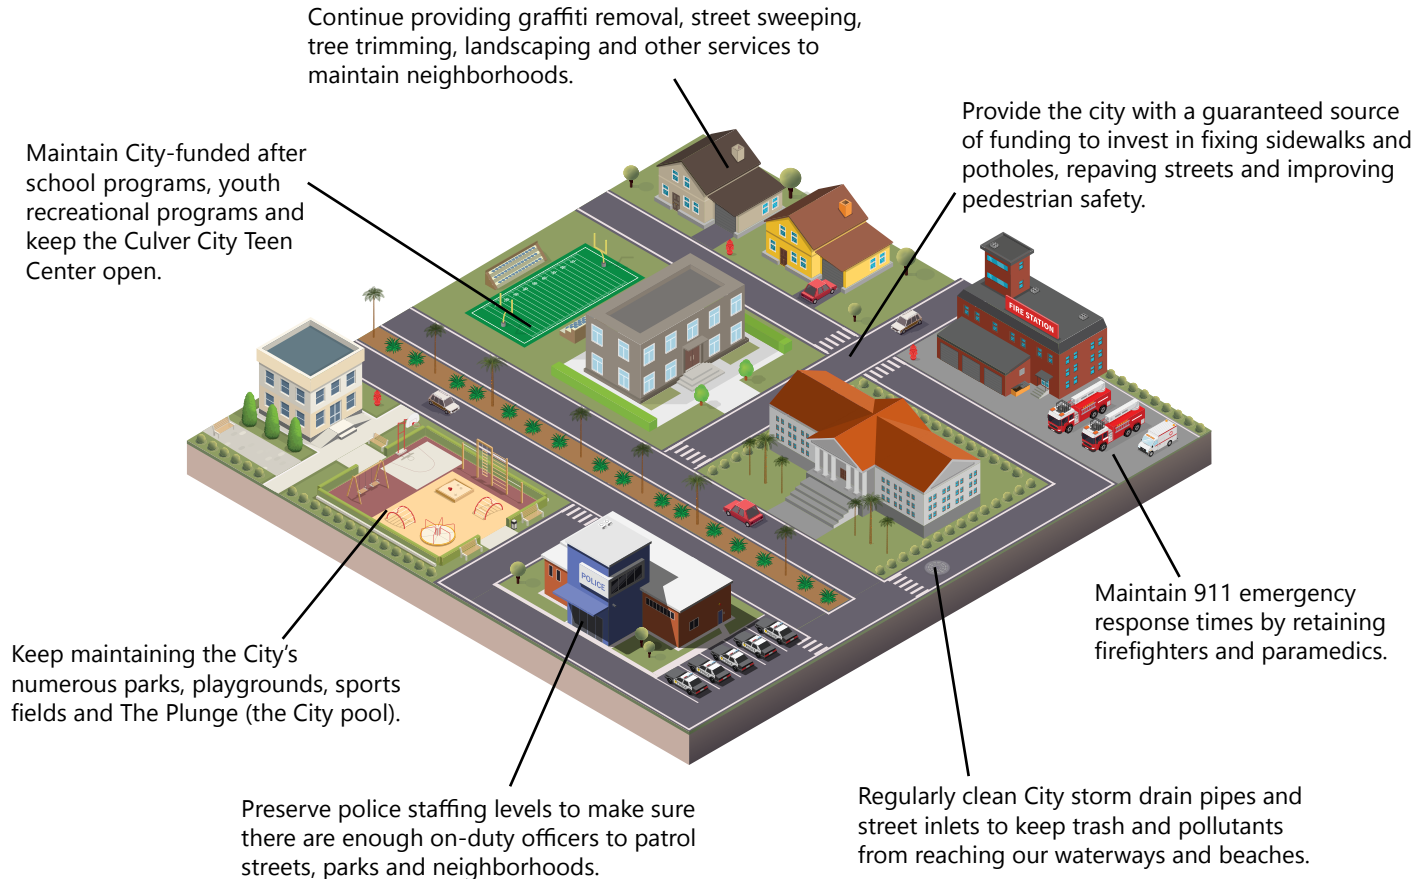 Continue providing graffiti removal, street sweeping,
tree trimming, landscaping and other services to
maintain neighborhoods.
Provide the city with a guaranteed source
of funding to invest in fixing sidewalks and
potholes, repaving streets and improving
pedestrian safety.
Maintain City-funded after
school programs, youth
recreational programs and
keep the Culver City Teen
Center open.
FIRE STATION
POLICE
Maintain 911 emergency
response times by retaining
firefighters and paramedics.
Keep maintaining the City's
numerous parks, playgrounds, sports
fields and The Plunge (the City pool).
Preserve police staffing levels to make sure
there are enough on-duty officers to patrol
streets, parks and neighborhoods.
Regularly clean City storm drain pipes and
street inlets to keep trash and pollutants
from reaching our waterways and beaches.